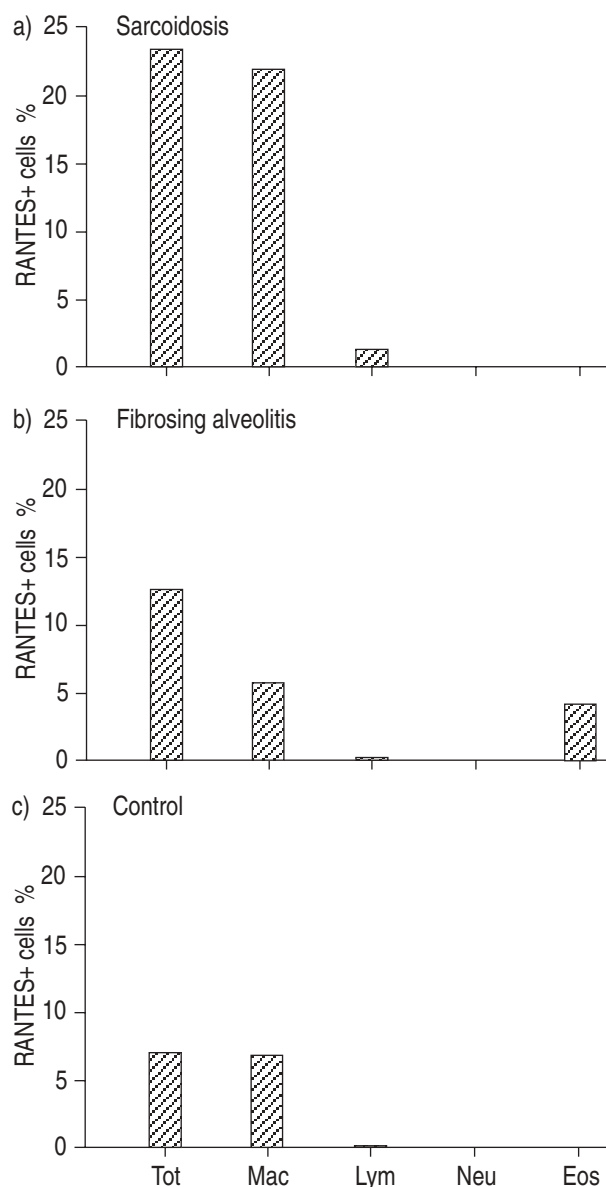 a) Sarcoidosis
RANTES+ cells %
25
20
15
10
5
0
b) Fibrosing alveolitis
RANTES+ cells %
25
20
15
10
5
0
c) Control
RANTES+ cells %
25
20
15
10
5
0
Tot Mac Lym Neu Eos